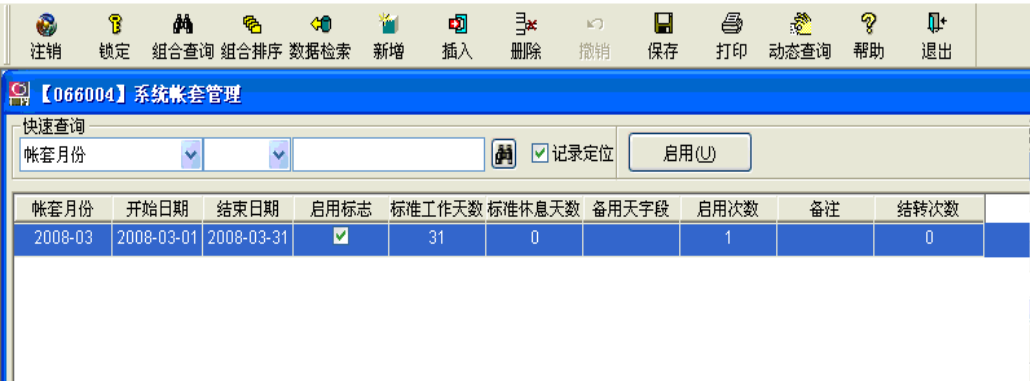 注销 锁定 组合查询 组合排序 数据检索 新增 插入 删除 撤销 保存 打印 动态查询 帮助 退出
【066004】系统帐套管理
快速查询
帐套月份 记录定位 启用(U)
帐套月份 开始日期 结束日期 启用标志 标准工作天数 标准休息天数 备用天字段 启用次数 备注 结转次数
2008-03 2008-03-01 2008-03-31 31 0 1 0